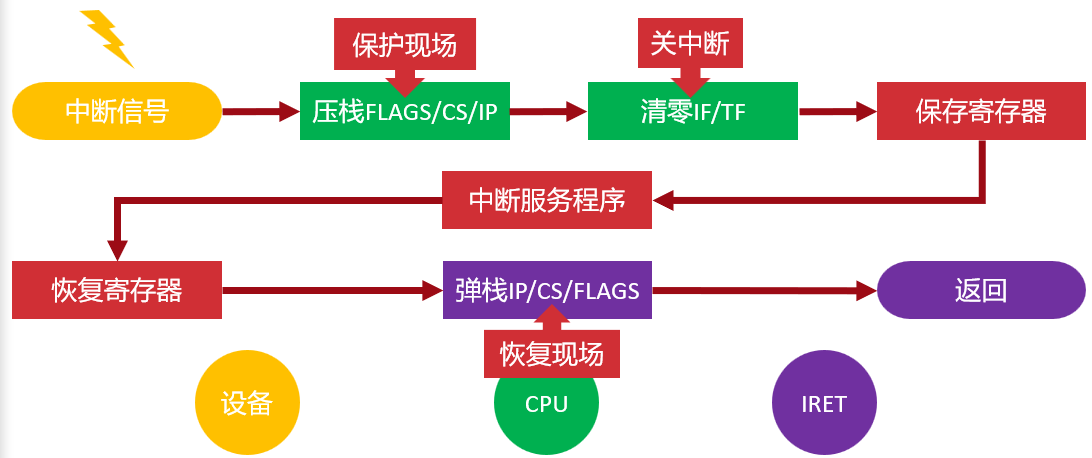 保护现场
关中断
中断信号
压栈FLAGS/CS/IP
清零IF/TF
保存寄存器
中断服务程序
恢复寄存器
弹栈IP/CS/FLAGS
返回
恢复现场
设备
CPU
IRET